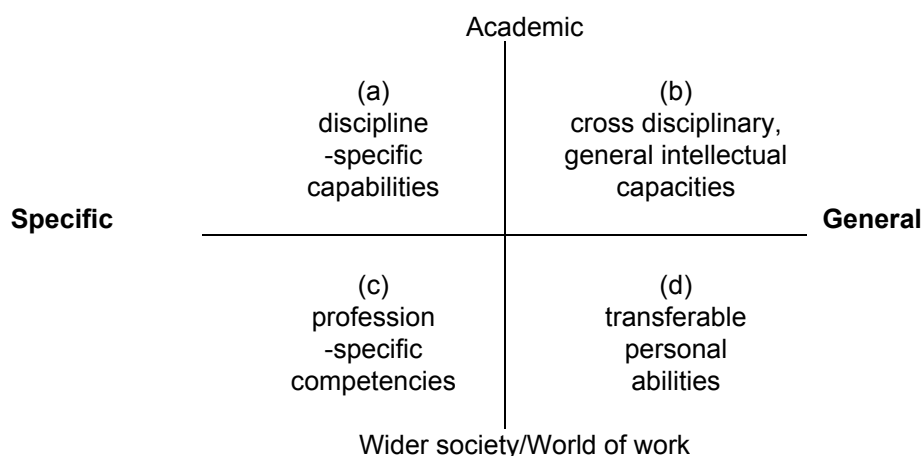 Academic
(a)
discipline
-specific
capabilities
(b)
cross disciplinary,
general intellectual
capacities
Specific
General
(c)
profession
-specific
competencies
(d)
transferable
personal
abilities
Wider society/World of work